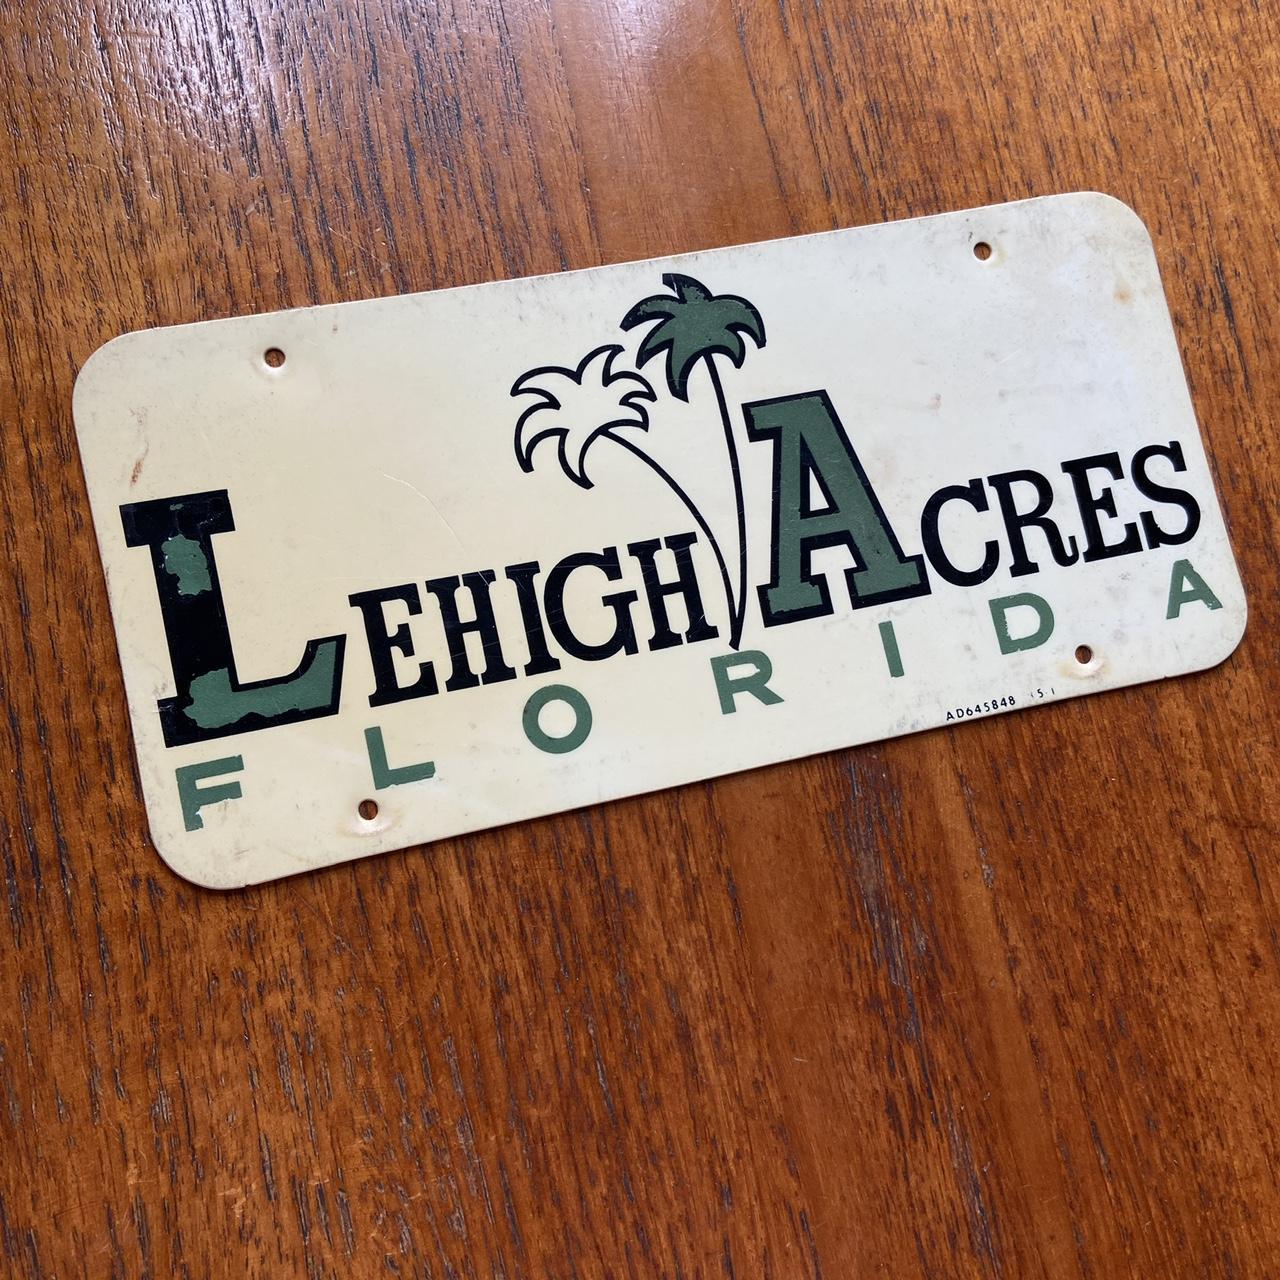 LEHIGH ACRES
FLORIDA
AD645848